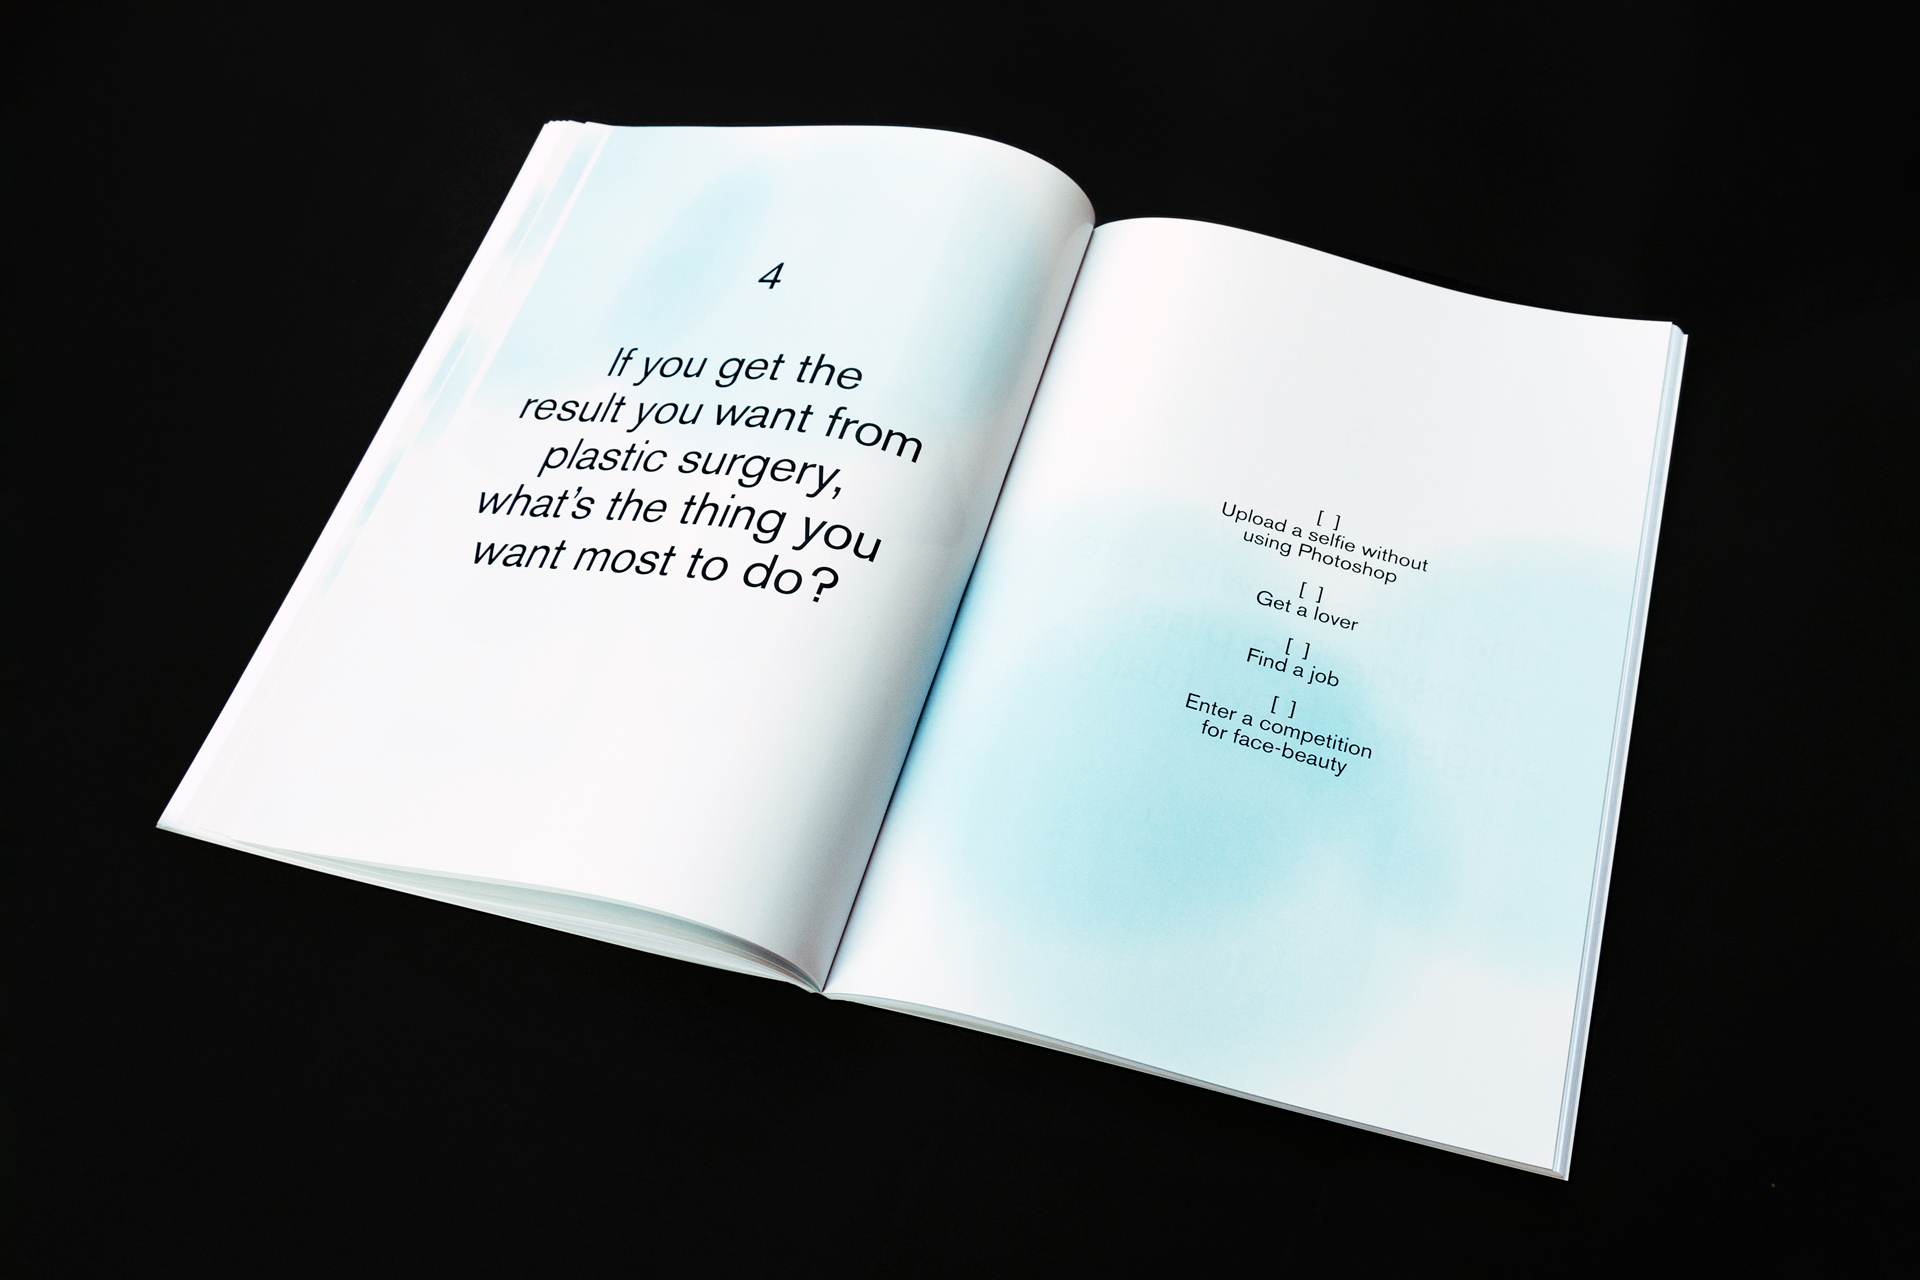 4
If you get the
result you want from
plastic surgery,
what's the thing you
want most to do?
[ ]
Upload a selfie without
using Photoshop
[ ]
Get a lover
[ ]
Find a job
[ ]
Enter a competition
for face-beauty